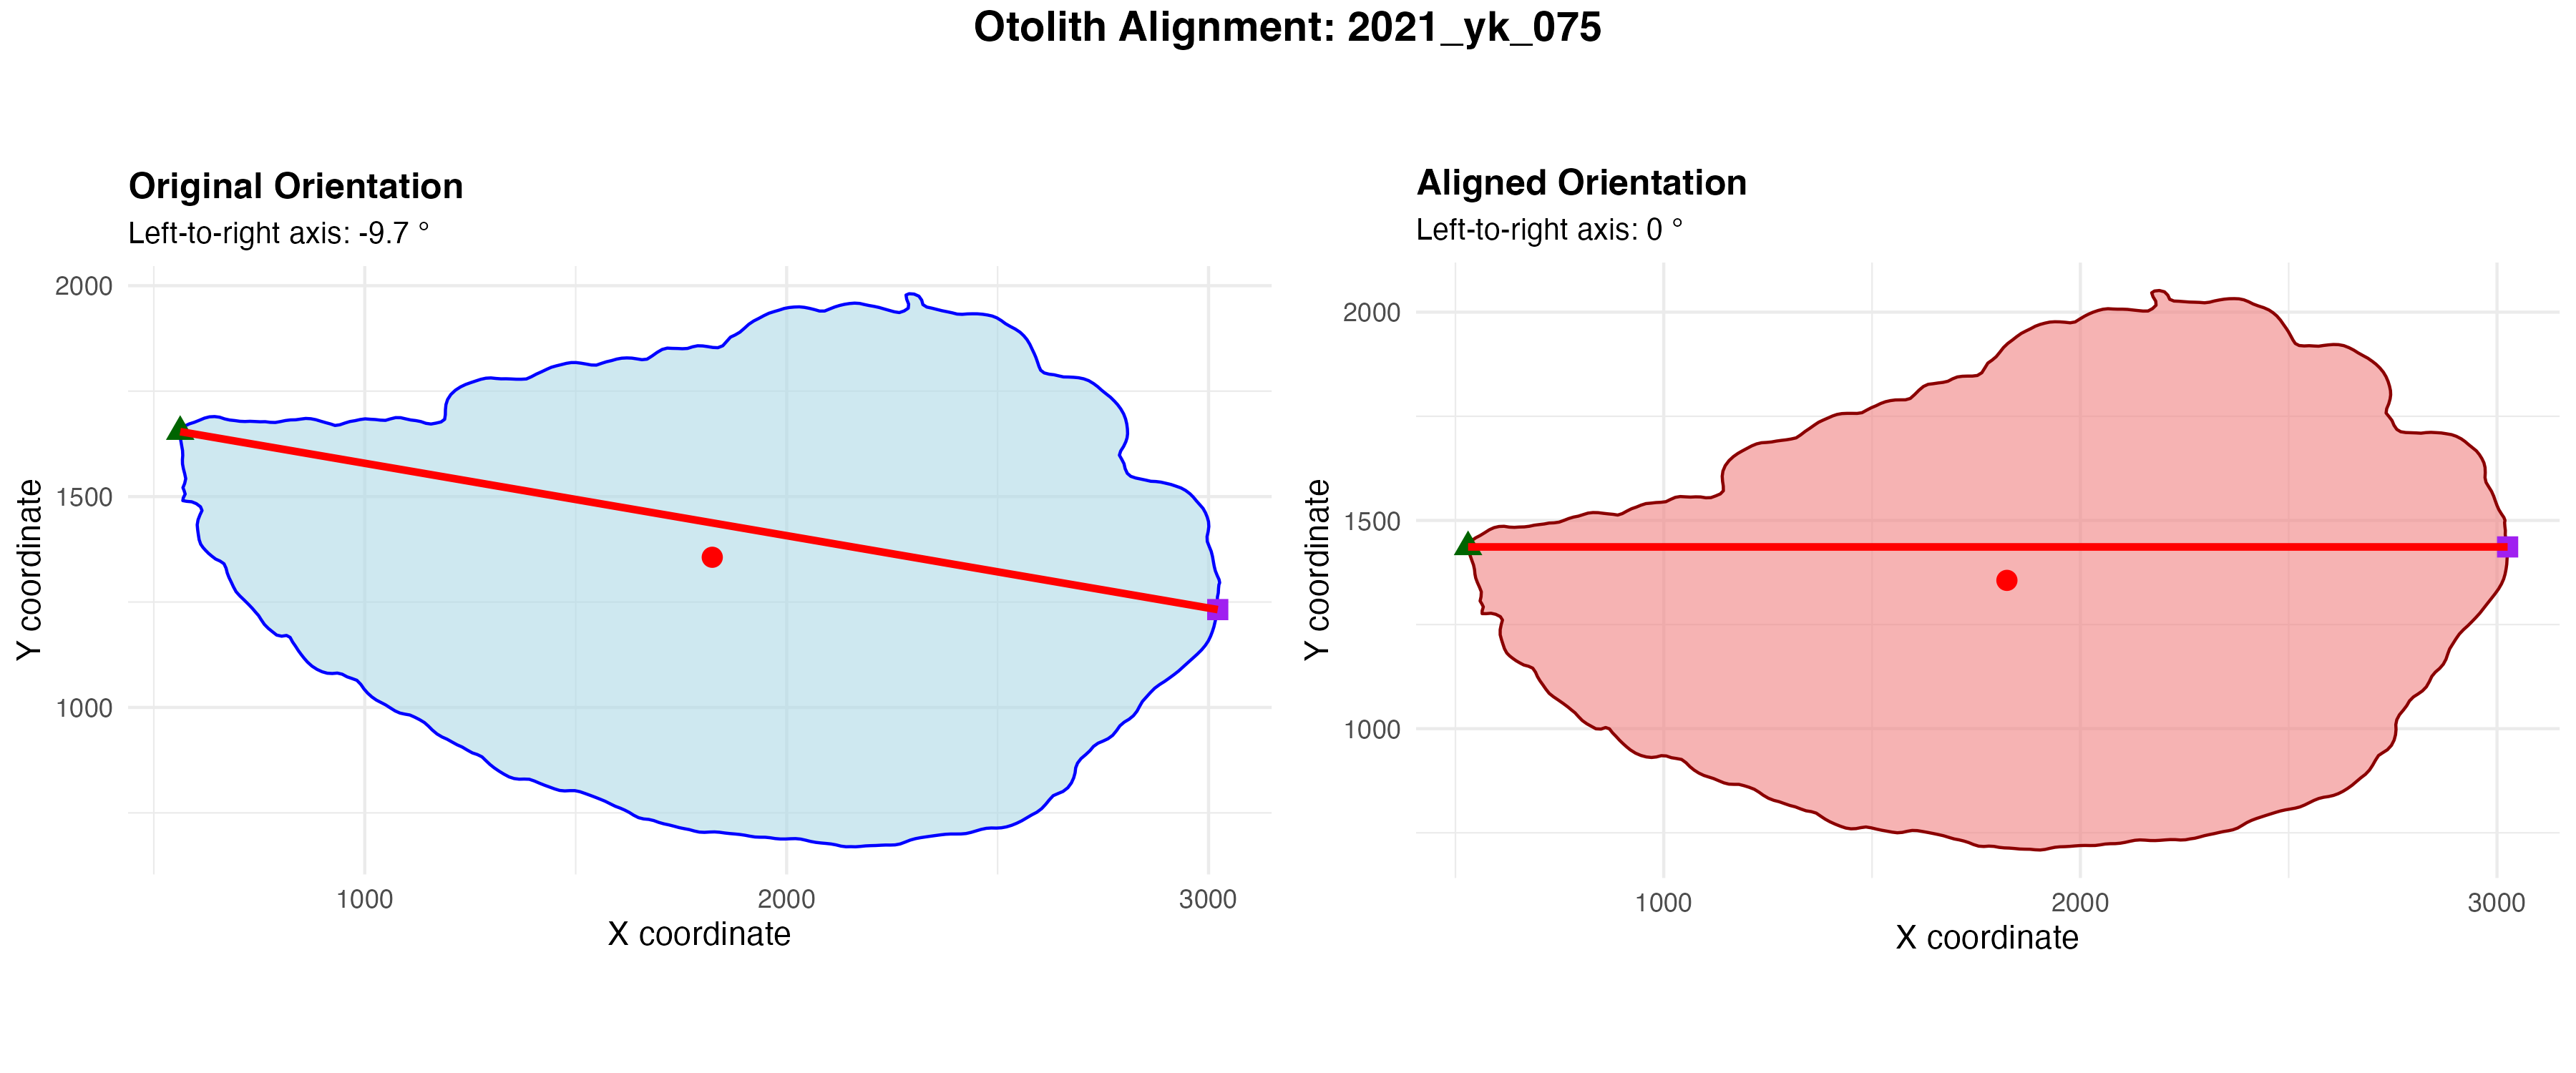 Otolith Alignment: 2021_yk_075
Original Orientation
Left-to-right axis: -9.7 °
2000
1500
1000
Y coordinate
1000
2000
3000
X coordinate
Aligned Orientation
Left-to-right axis: 0 °
2000
1500
1000
Y coordinate
1000
2000
3000
X coordinate